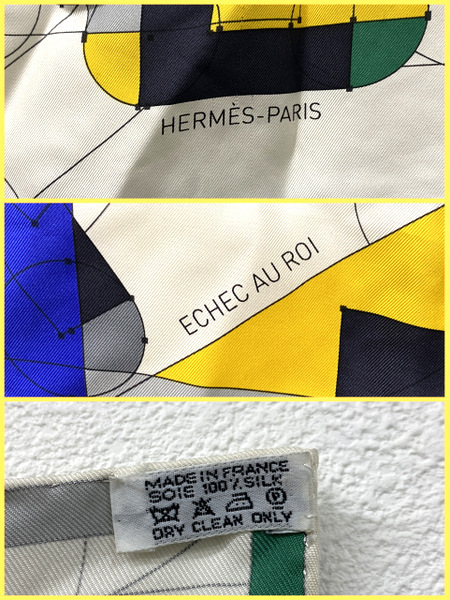 HERMÈS-PARIS
ECHEC AU ROI
MADE IN FRANCE
SOIE 100% SILK
DRY CLEAN ONLY